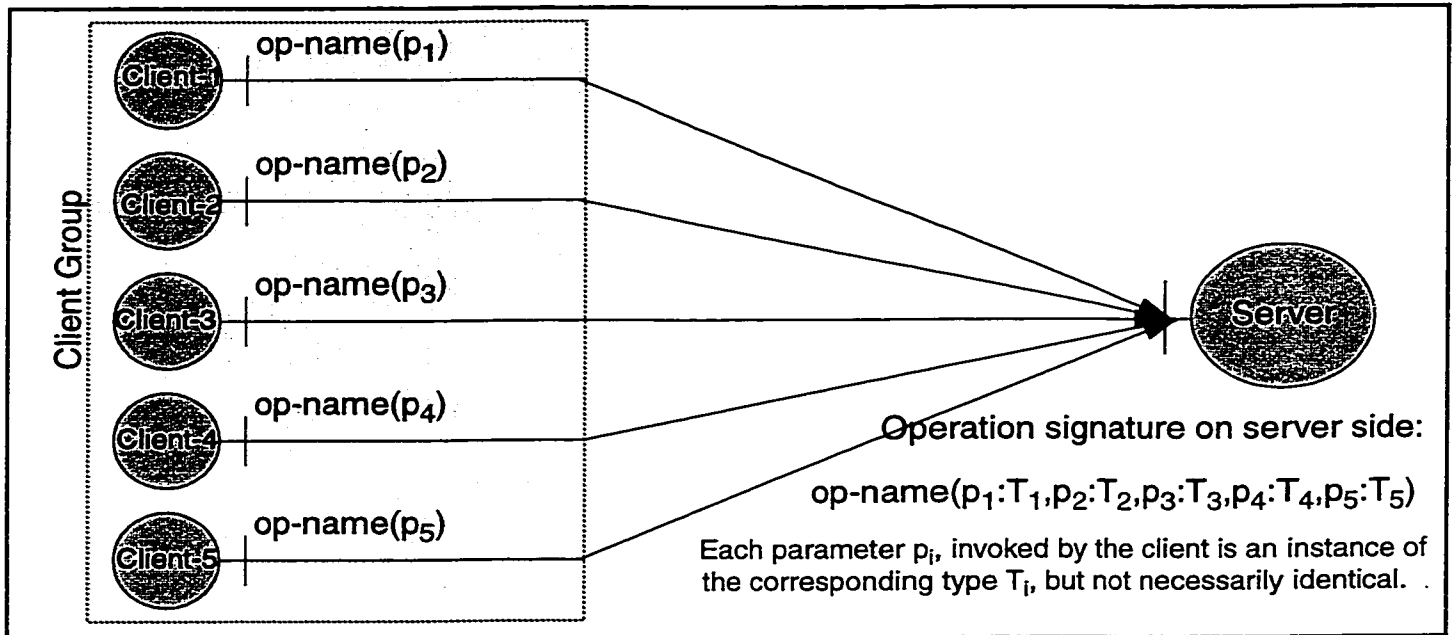 op-name(p₁)
Client-1
op-name(p₂)
Client-2
Client Group
op-name(p₃)
Client-3
Server
op-name(p₄)
Client-4
Operation signature on server side:
op-name(p₁:T₁,p₂:T₂,p₃:T₃,p₄:T₄,p₅:T₅)
op-name(p₅)
Client-5
Each parameter pᵢ, invoked by the client is an instance of
the corresponding type Tᵢ, but not necessarily identical.